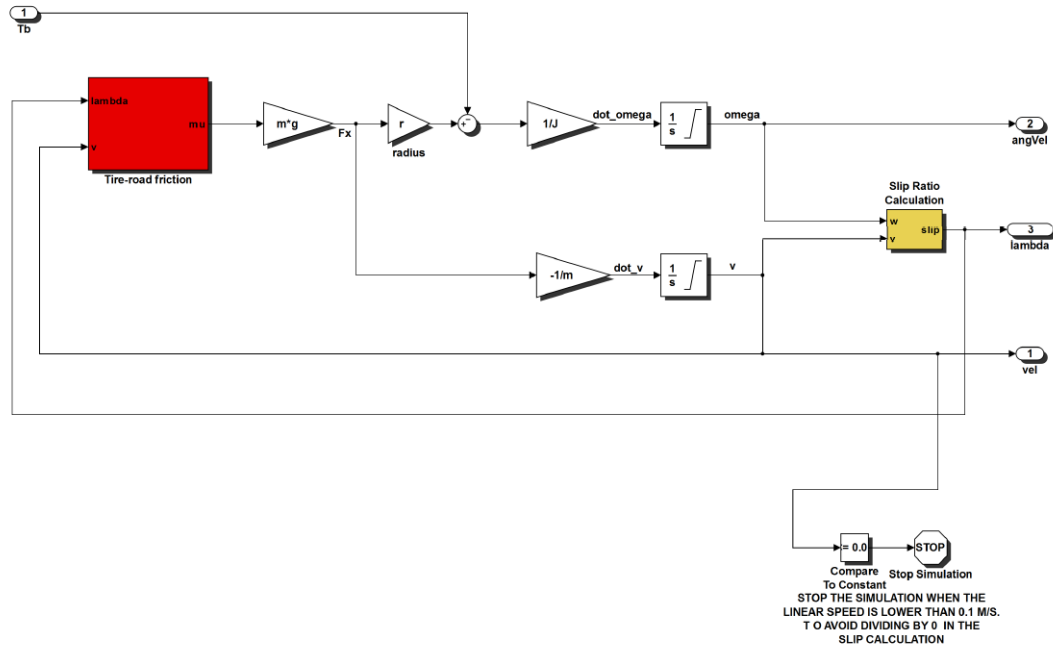 1
Tb
lambda
mu
v
Tire-road friction
m*g
Fx
r
radius
+
−
1/J
dot_omega
1
s
omega
2
angVel
Slip Ratio
Calculation
w
v
slip
3
lambda
-1/m
dot_v
1
s
v
1
vel
= 0.0
Compare
To Constant
STOP
Stop Simulation
STOP THE SIMULATION WHEN THE
LINEAR SPEED IS LOWER THAN 0.1 M/S.
T O AVOID DIVIDING BY 0 IN THE
SLIP CALCULATION